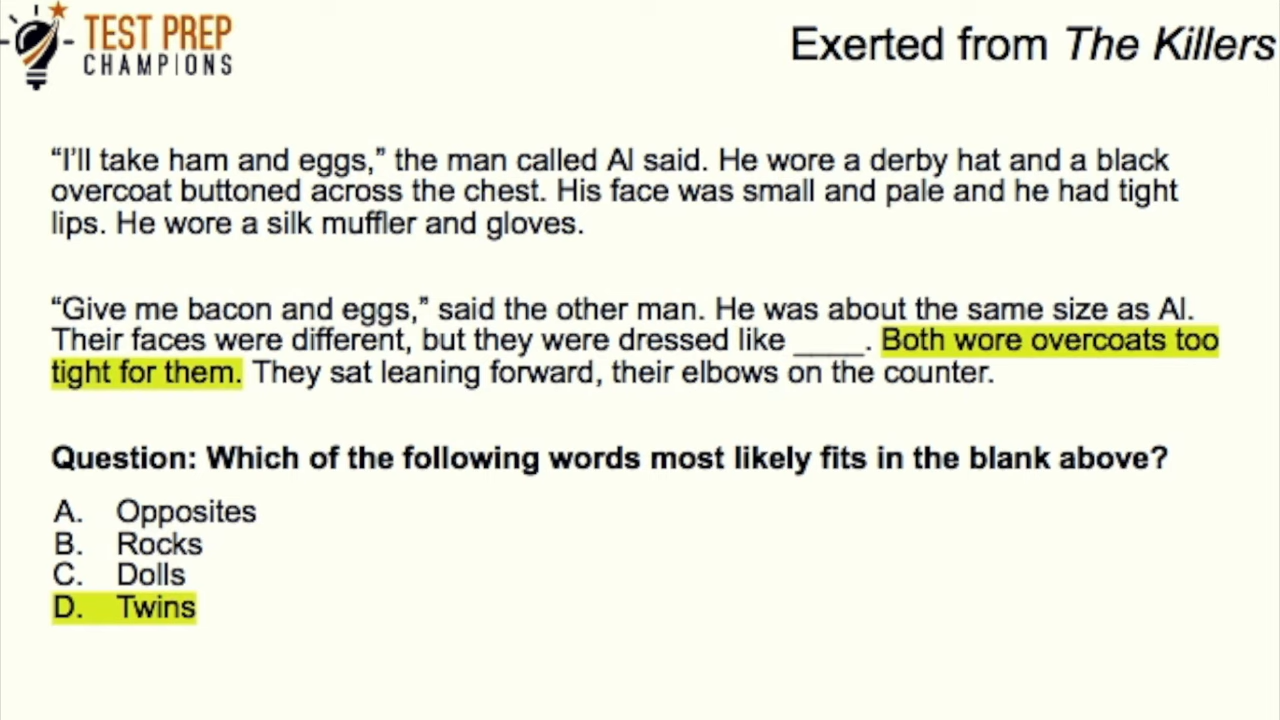 TEST PREP
CHAMPIONS
Exerted from The Killers
“I’ll take ham and eggs,” the man called Al said. He wore a derby hat and a black
overcoat buttoned across the chest. His face was small and pale and he had tight
lips. He wore a silk muffler and gloves.
“Give me bacon and eggs,” said the other man. He was about the same size as Al.
Their faces were different, but they were dressed like ____. Both wore overcoats too
tight for them. They sat leaning forward, their elbows on the counter.
Question: Which of the following words most likely fits in the blank above?
A. Opposites
B. Rocks
C. Dolls
D. Twins